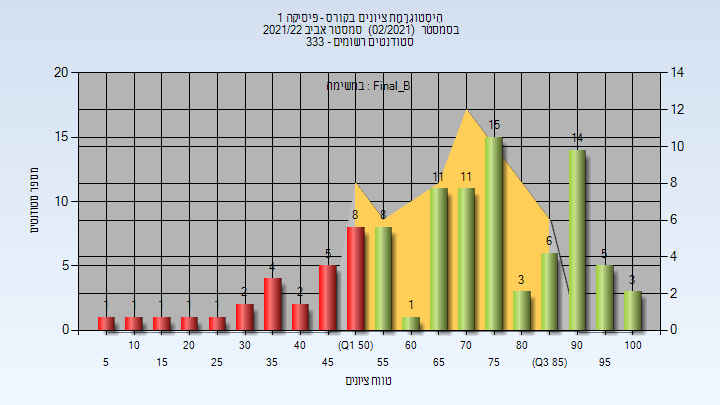 היסטוגרמת ציונים בקורס - פיסיקה 1
בסמסטר (02/2021) סמסטר אביב 2021/22
סטודנטים רשומים - 333
במשימה : Final_B
מספר סטודנטים
20
15
10
5
0
14
12
10
8
6
4
2
0
1 1 1 1 1 2 4 2 5 8 8 1 11 11 15 3 6 14 5 3
10 20 30 40 (Q1 50) 60 70 80 90 100
5 15 25 35 45 55 65 75 (Q3 85) 95
טווח ציונים